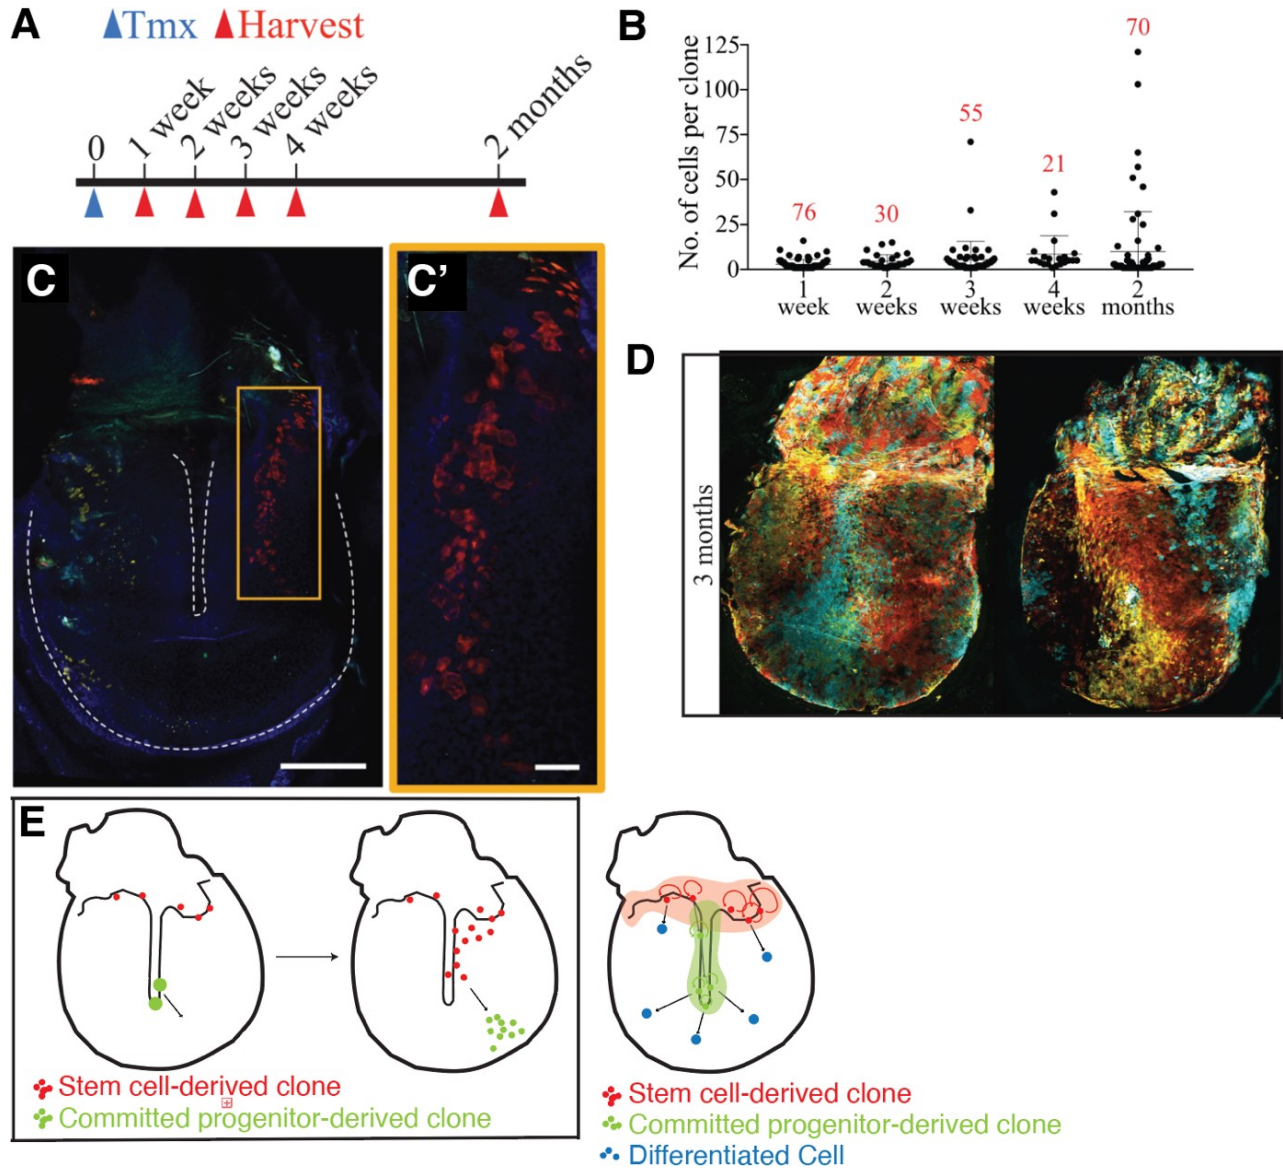 A
Tmx Harvest
0
1 week
2 weeks
3 weeks
4 weeks
2 months
B
No. of cells per clone
125
100
75
50
25
0
76
30
55
21
70
1 week
2 weeks
3 weeks
4 weeks
2 months
C
C’
D
3 months
E
Stem cell-derived clone
Committed progenitor-derived clone
Stem cell-derived clone
Committed progenitor-derived clone
Differentiated Cell